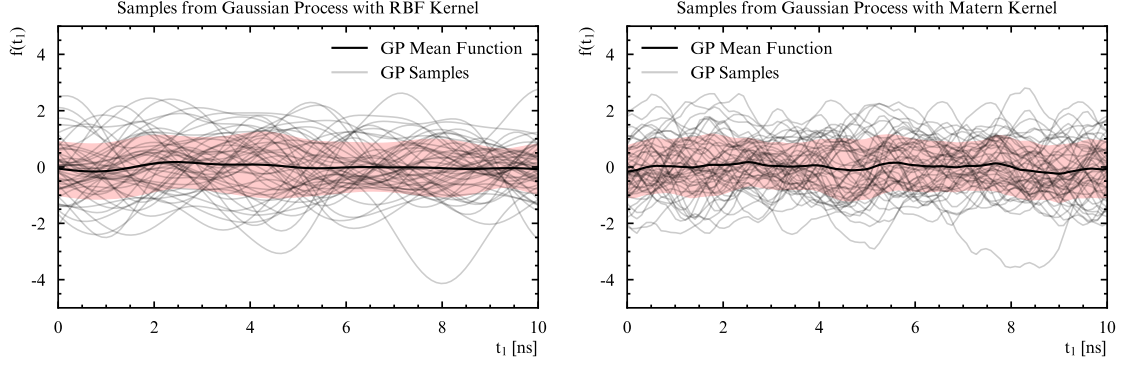 Samples from Gaussian Process with RBF Kernel
f(t₁)
GP Mean Function
GP Samples
4
2
0
-2
-4
0 2 4 6 8 10
t₁ [ns]
Samples from Gaussian Process with Matern Kernel
f(t₁)
GP Mean Function
GP Samples
4
2
0
-2
-4
0 2 4 6 8 10
t₁ [ns]